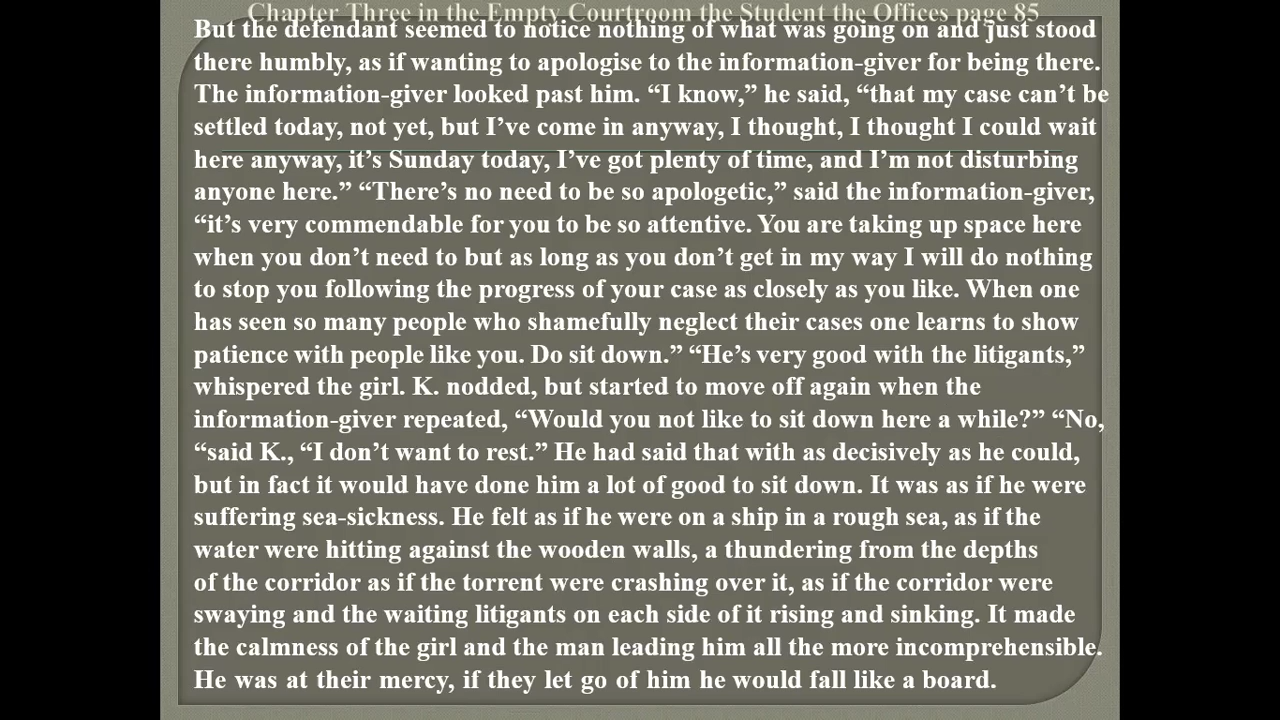 Chapter Three in the Empty Courtroom the Student the Offices page 85
But the defendant seemed to notice nothing of what was going on and just stood
there humbly, as if wanting to apologise to the information-giver for being there.
The information-giver looked past him. “I know,” he said, “that my case can’t be
settled today, not yet, but I’ve come in anyway, I thought, I thought I could wait
here anyway, it’s Sunday today, I’ve got plenty of time, and I’m not disturbing
anyone here.” “There’s no need to be so apologetic,” said the information-giver,
“it’s very commendable for you to be so attentive. You are taking up space here
when you don’t need to but as long as you don’t get in my way I will do nothing
to stop you following the progress of your case as closely as you like. When one
has seen so many people who shamefully neglect their cases one learns to show
patience with people like you. Do sit down.” “He’s very good with the litigants,”
whispered the girl. K. nodded, but started to move off again when the
information-giver repeated, “Would you not like to sit down here a while?” “No,
“said K., “I don’t want to rest.” He had said that with as decisively as he could,
but in fact it would have done him a lot of good to sit down. It was as if he were
suffering sea-sickness. He felt as if he were on a ship in a rough sea, as if the
water were hitting against the wooden walls, a thundering from the depths
of the corridor as if the torrent were crashing over it, as if the corridor were
swaying and the waiting litigants on each side of it rising and sinking. It made
the calmness of the girl and the man leading him all the more incomprehensible.
He was at their mercy, if they let go of him he would fall like a board.